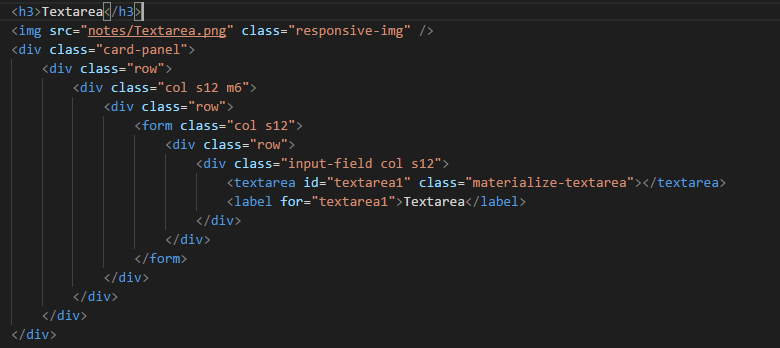 <h3>Textarea</h3>
<img src="notes/Textarea.png" class="responsive-img" />
<div class="card-panel">
    <div class="row">
        <div class="col s12 m6">
            <div class="row">
                <form class="col s12">
                    <div class="row">
                        <div class="input-field col s12">
                            <textarea id="textarea1" class="materialize-textarea"></textarea>
                            <label for="textarea1">Textarea</label>
                        </div>
                    </div>
                </form>
            </div>
        </div>
    </div>
</div>